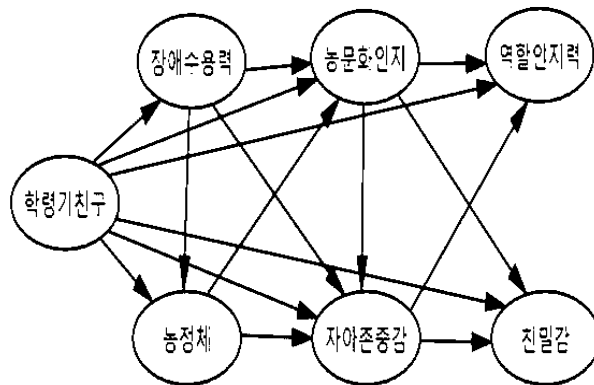 장애수용력
농문화인지
역할인지력
학령기친구
농정체
자아존중감
친밀감